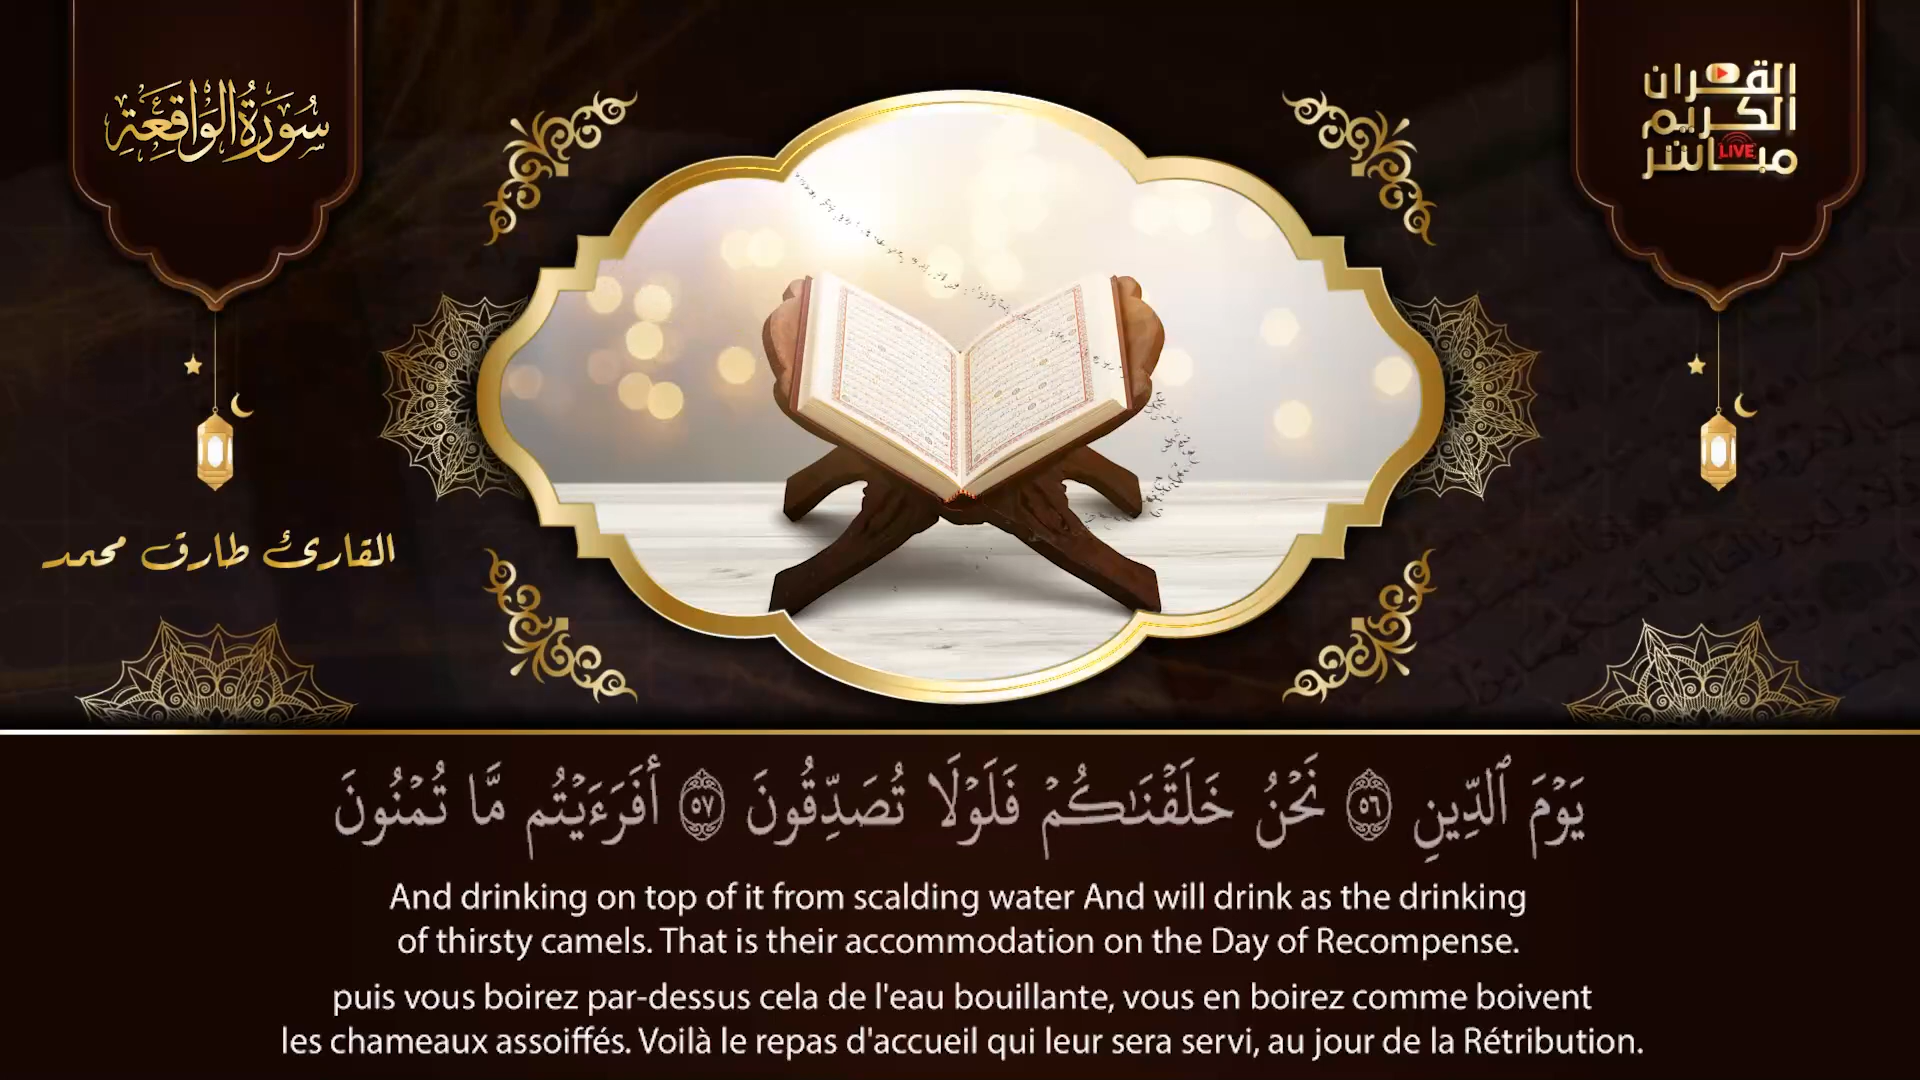 سُورَةُ الوَاقِعَةِ
القرآن
الكريم
مباشر
LIVE
القارئ طارق محمد
يَوْمَ ٱلدِّينِ ٥٦ نَحْنُ خَلَقْنَٰكُمْ فَلَوْلَا تُصَدِّقُونَ ٥٧ أَفَرَءَيْتُم مَّا تُمْنُونَ
And drinking on top of it from scalding water And will drink as the drinking
of thirsty camels. That is their accommodation on the Day of Recompense.
puis vous boirez par-dessus cela de l'eau bouillante, vous en boirez comme boivent
les chameaux assoiffés. Voilà le repas d'accueil qui leur sera servi, au jour de la Rétribution.